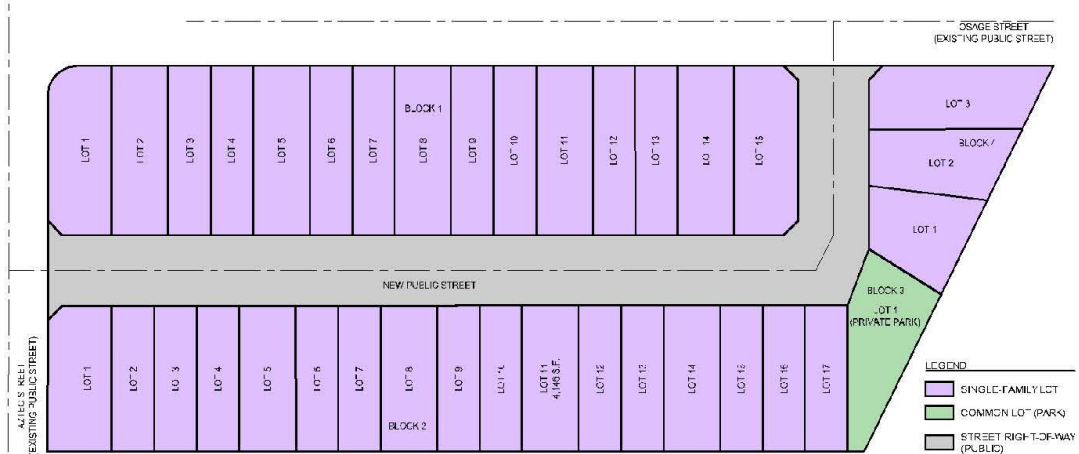 OSAGE STREET
(EXISTING PUBLIC STREET)
BLOCK 1
LOT 1
LOT 2
LOT 3
LOT 4
LOT 5
LOT 6
LOT 7
LOT 8
LOT 9
LOT 10
LOT 11
LOT 12
LOT 13
LOT 14
LOT 15
LOT 3
BLOCK 4
LOT 2
LOT 1
NEW PUBLIC STREET
BLOCK 3
LOT 1
(PRIVATE PARK)
AZTEC STREET
(EXISTING PUBLIC STREET)
LOT 1
LOT 2
LOT 3
LOT 4
LOT 5
LOT 6
LOT 7
LOT 8
LOT 9
LOT 10
LOT 11
4,146 S.F.
LOT 12
LOT 13
LOT 14
LOT 15
LOT 16
LOT 17
BLOCK 2
LEGEND
SINGLE-FAMILY LOT
COMMON LOT (PARK)
STREET RIGHT-OF-WAY
(PUBLIC)